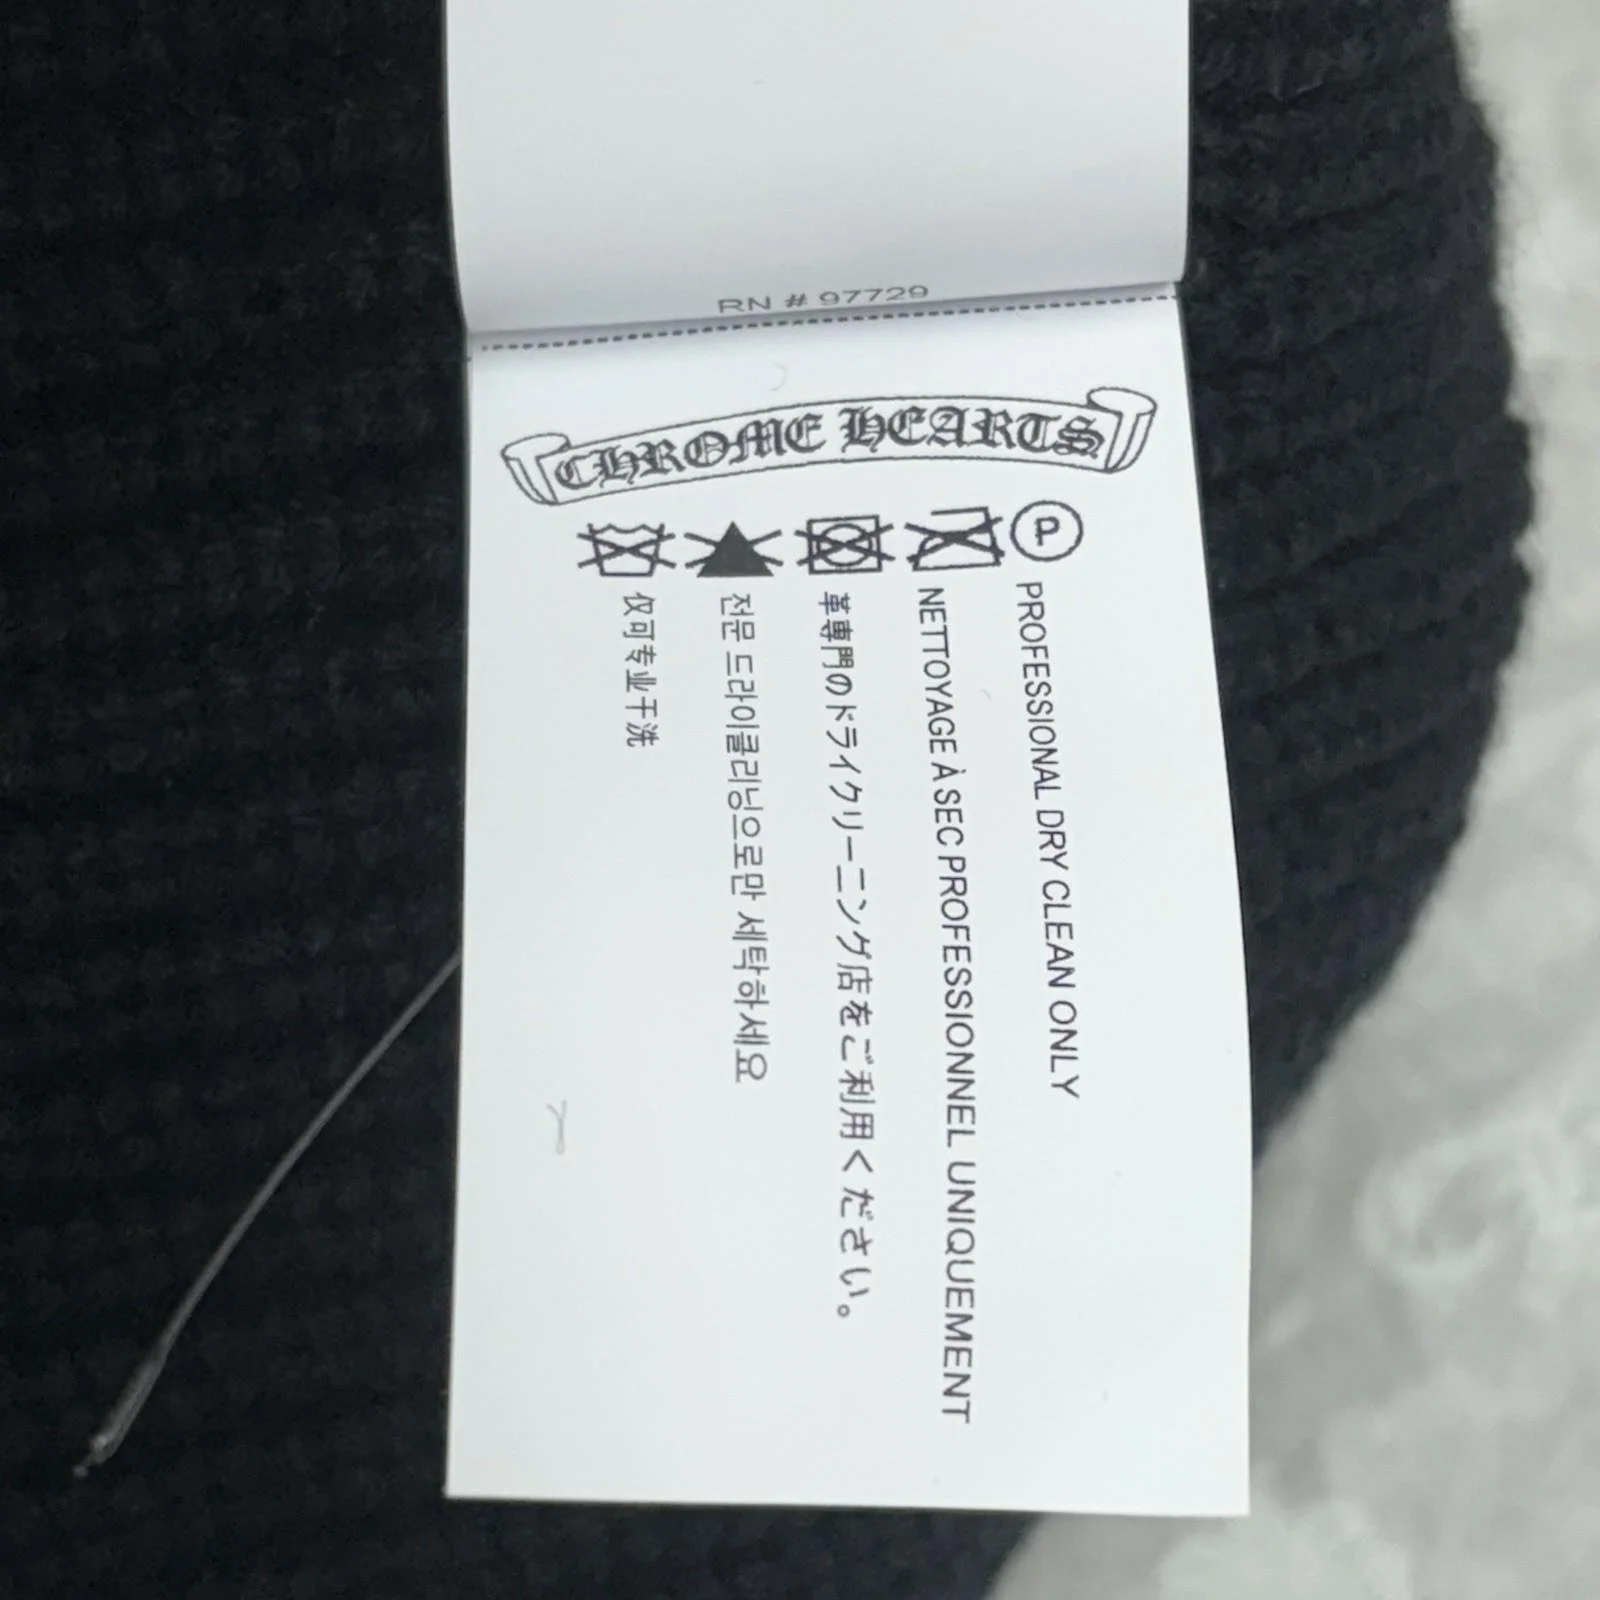 RN # 97729
CHROME HEARTS
P
PROFESSIONAL DRY CLEAN ONLY
NETTOYAGE À SEC PROFESSIONNEL UNIQUEMENT
革専門のドライクリーニング店をご利用ください。
전문 드라이클리닝으로만 세탁하세요
仅可专业干洗